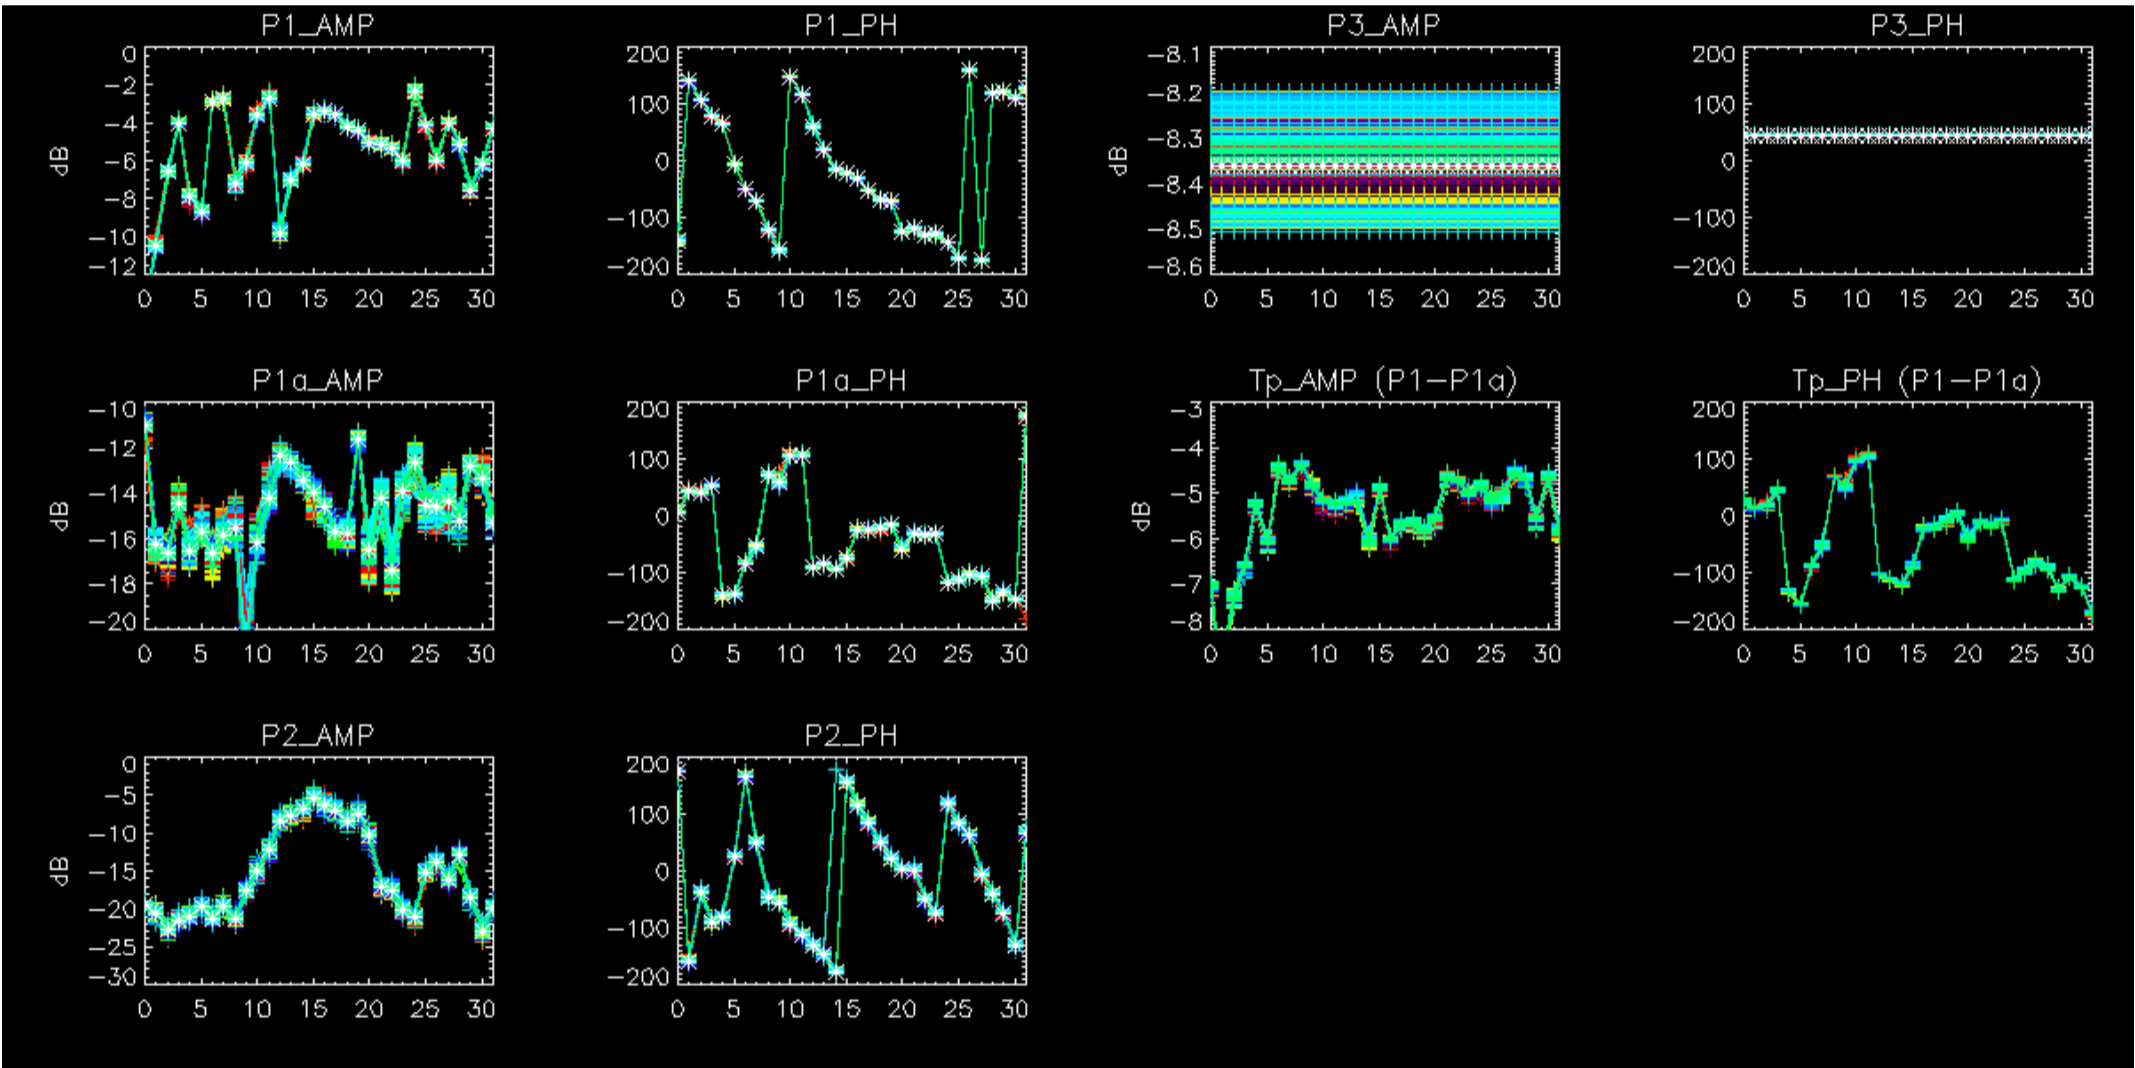 P1_AMP
P1_PH
P3_AMP
P3_PH
0
−2
−4
−6
−8
−10
−12
dB
0 5 10 15 20 25 30
200
100
0
−100
−200
0 5 10 15 20 25 30
−8.1
−8.2
−8.3
−8.4
−8.5
−8.6
dB
0 5 10 15 20 25 30
200
100
0
−100
−200
0 5 10 15 20 25 30
P1a_AMP
P1a_PH
Tp_AMP (P1−P1a)
Tp_PH (P1−P1a)
−10
−12
−14
−16
−18
−20
dB
0 5 10 15 20 25 30
200
100
0
−100
−200
0 5 10 15 20 25 30
−3
−4
−5
−6
−7
−8
dB
0 5 10 15 20 25 30
200
100
0
−100
−200
0 5 10 15 20 25 30
P2_AMP
P2_PH
0
−5
−10
−15
−20
−25
−30
dB
0 5 10 15 20 25 30
200
100
0
−100
−200
0 5 10 15 20 25 30